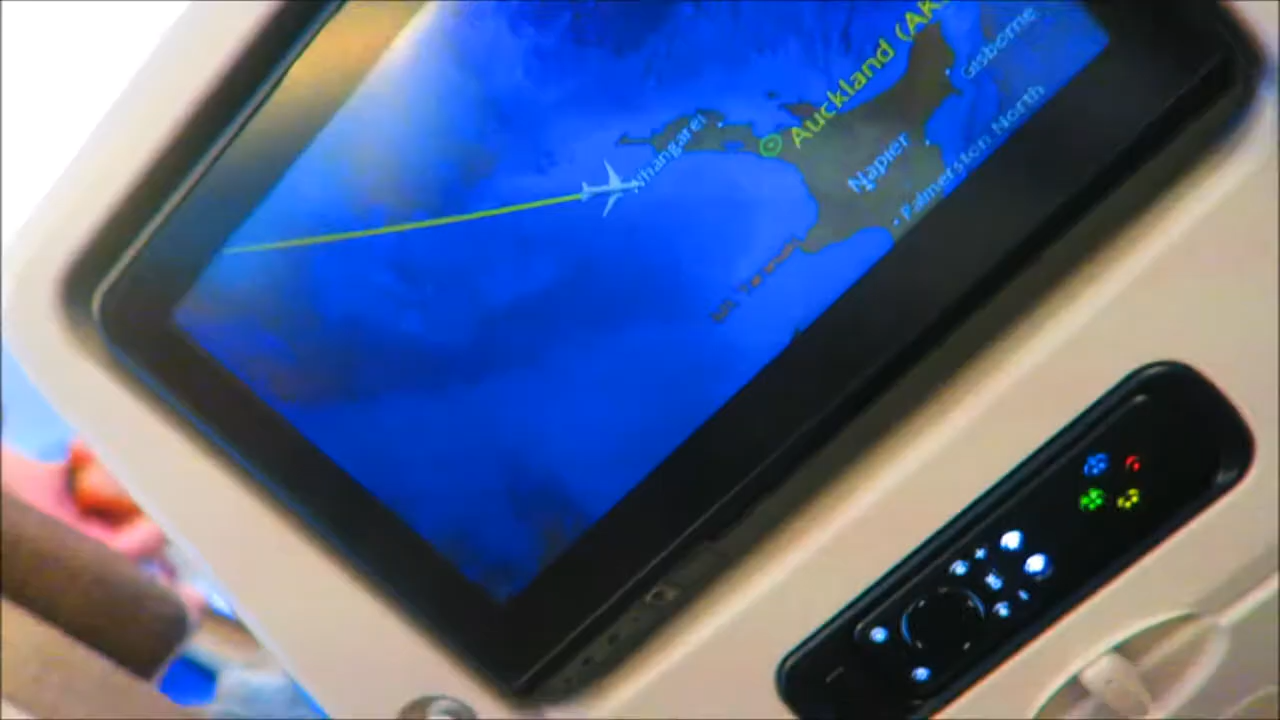 Auckland (AK
Gisborne
Whangarei
Napier
Palmerston North